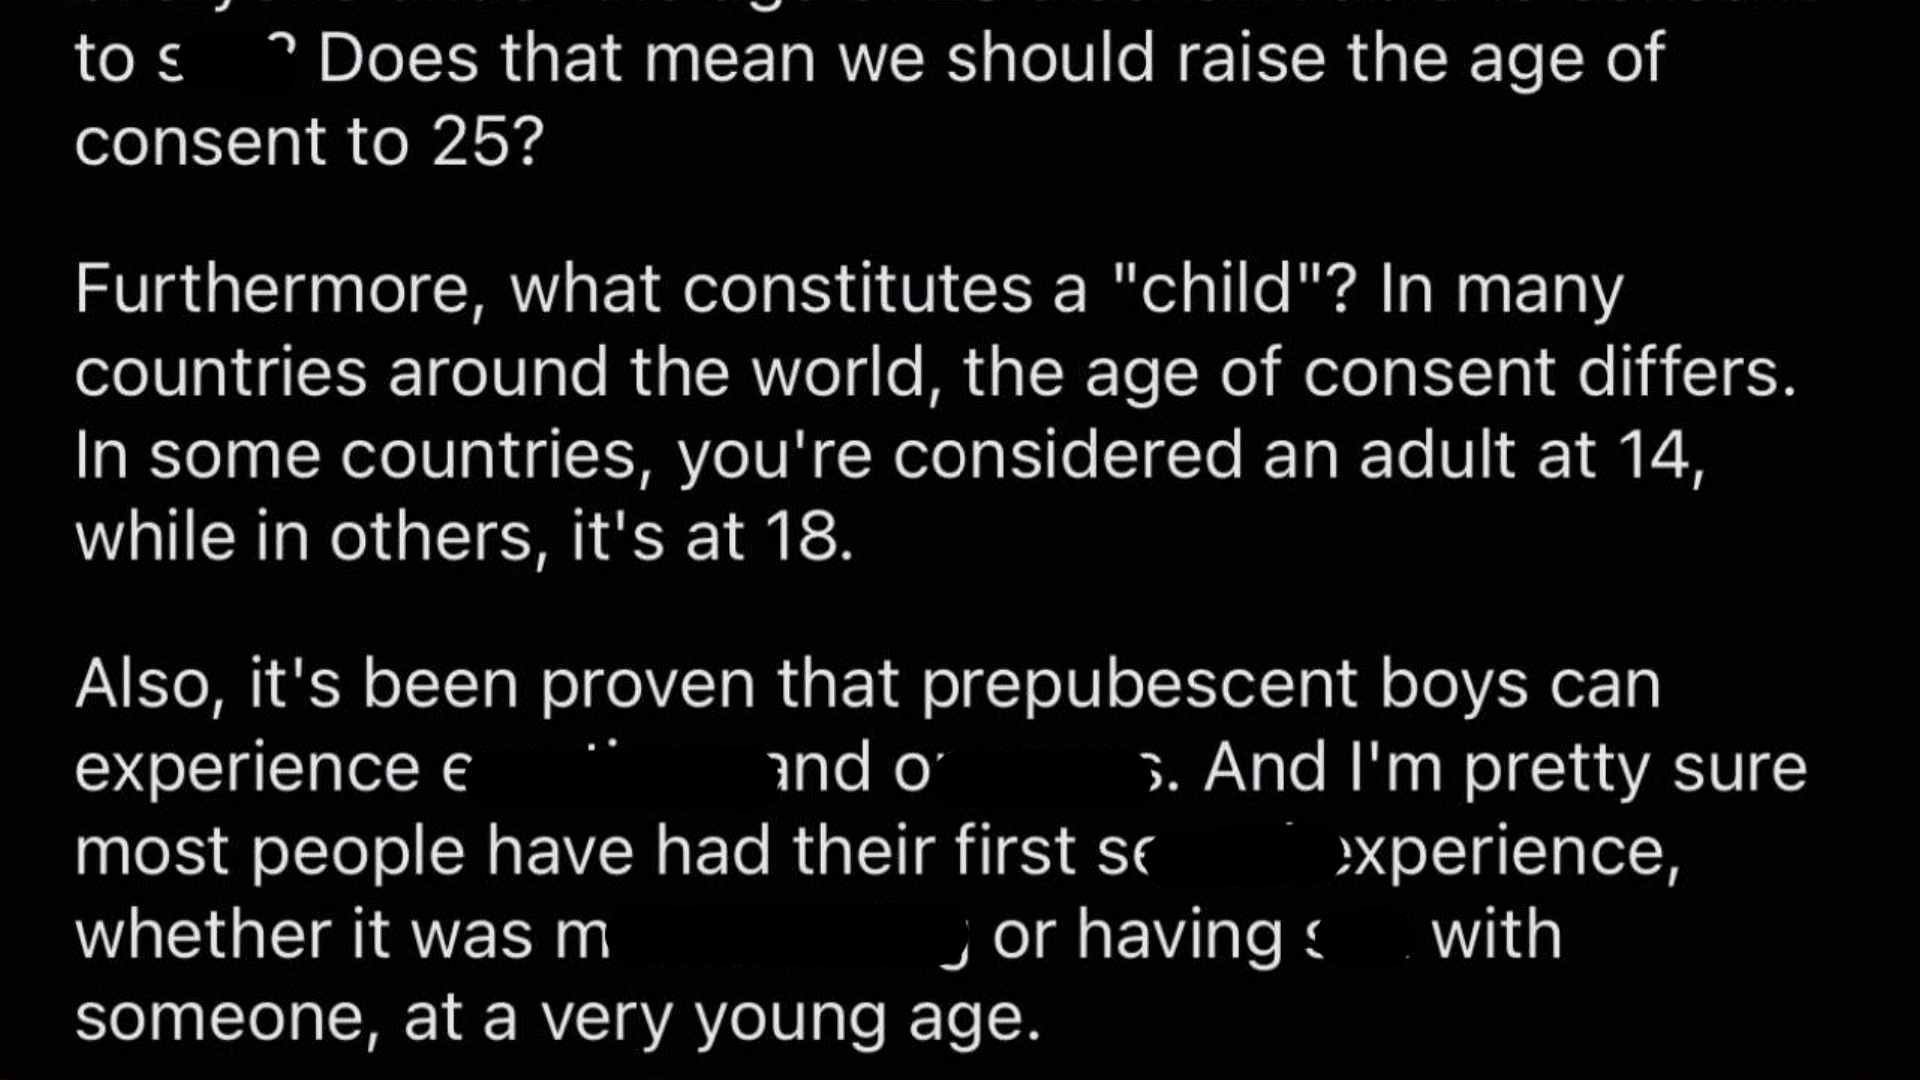 to ? Does that mean we should raise the age of
consent to 25?
Furthermore, what constitutes a "child"? In many
countries around the world, the age of consent differs.
In some countries, you're considered an adult at 14,
while in others, it's at 18.
Also, it's been proven that prepubescent boys can
experience and . And I'm pretty sure
most people have had their first experience,
whether it was or having with
someone, at a very young age.